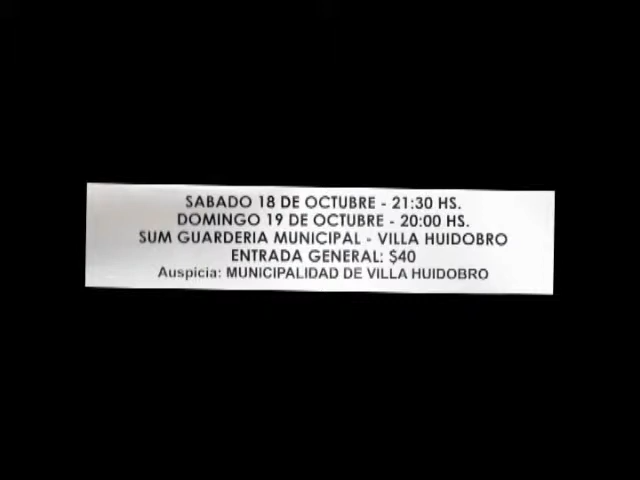 SABADO 18 DE OCTUBRE - 21:30 HS.
DOMINGO 19 DE OCTUBRE - 20:00 HS.
SUM GUARDERIA MUNICIPAL - VILLA HUIDOBRO
ENTRADA GENERAL: $40
Auspicia: MUNICIPALIDAD DE VILLA HUIDOBRO